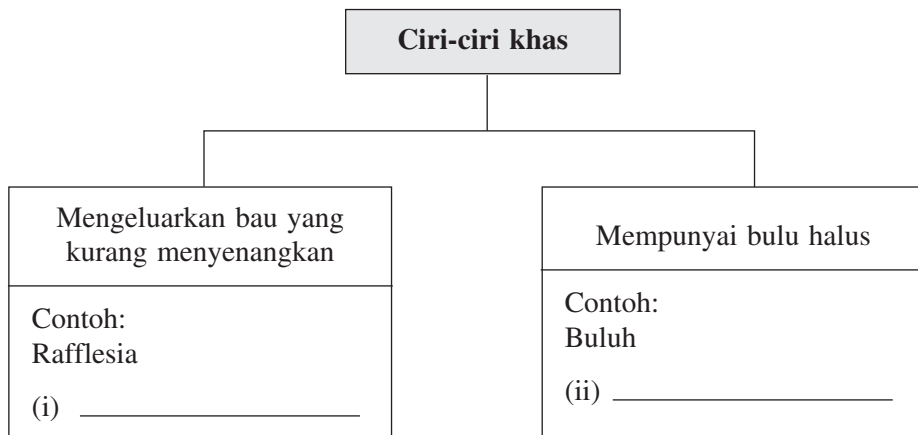 Ciri-ciri khas
Mengeluarkan bau yang
kurang menyenangkan
Contoh:
Rafflesia
(i)
Mempunyai bulu halus
Contoh:
Buluh
(ii)